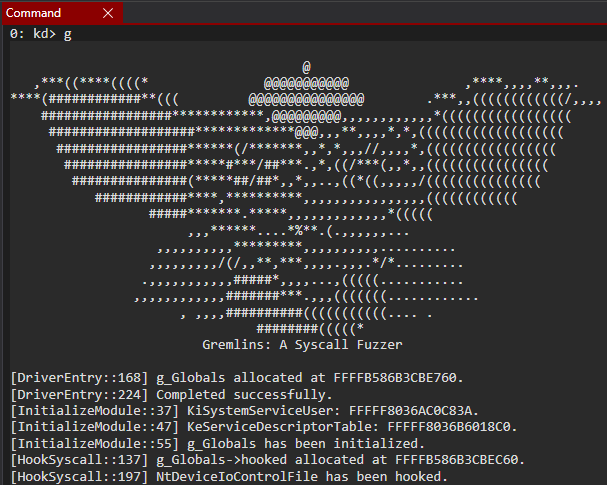 Command
0: kd> g
Gremlins: A Syscall Fuzzer
[DriverEntry::168] g_Globals allocated at FFFFB586B3CBE760.
[DriverEntry::224] Completed successfully.
[InitializeModule::37] KiSystemServiceUser: FFFFF8036AC0C83A.
[InitializeModule::47] KeServiceDescriptorTable: FFFFF8036B6018C0.
[InitializeModule::55] g_Globals has been initialized.
[HookSyscall::137] g_Globals->hooked allocated at FFFFB586B3CBEC60.
[HookSyscall::197] NtDeviceIoControlFile has been hooked.